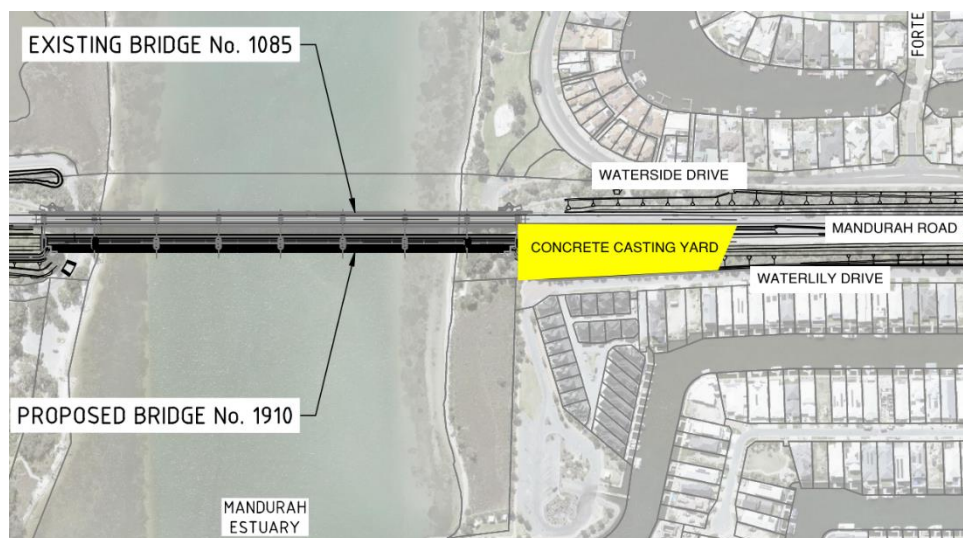 EXISTING BRIDGE No. 1085
FORTE
WATERSIDE DRIVE
MANDURAH ROAD
CONCRETE CASTING YARD
WATERLILY DRIVE
PROPOSED BRIDGE No. 1910
MANDURAH
ESTUARY